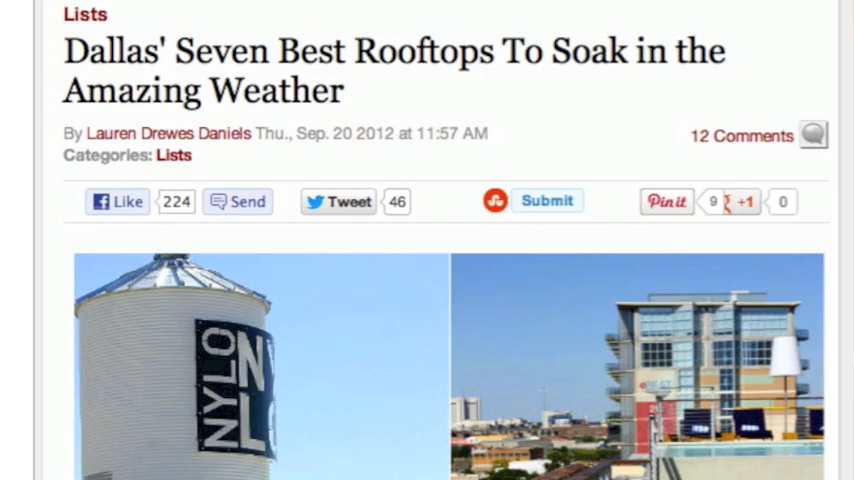 Lists
Dallas' Seven Best Rooftops To Soak in the
Amazing Weather
By Lauren Drewes Daniels Thu., Sep. 20 2012 at 11:57 AM
12 Comments
Categories: Lists
Like 224 Send Tweet 46 Submit Pin it 9 +1 0
NYLO
NL